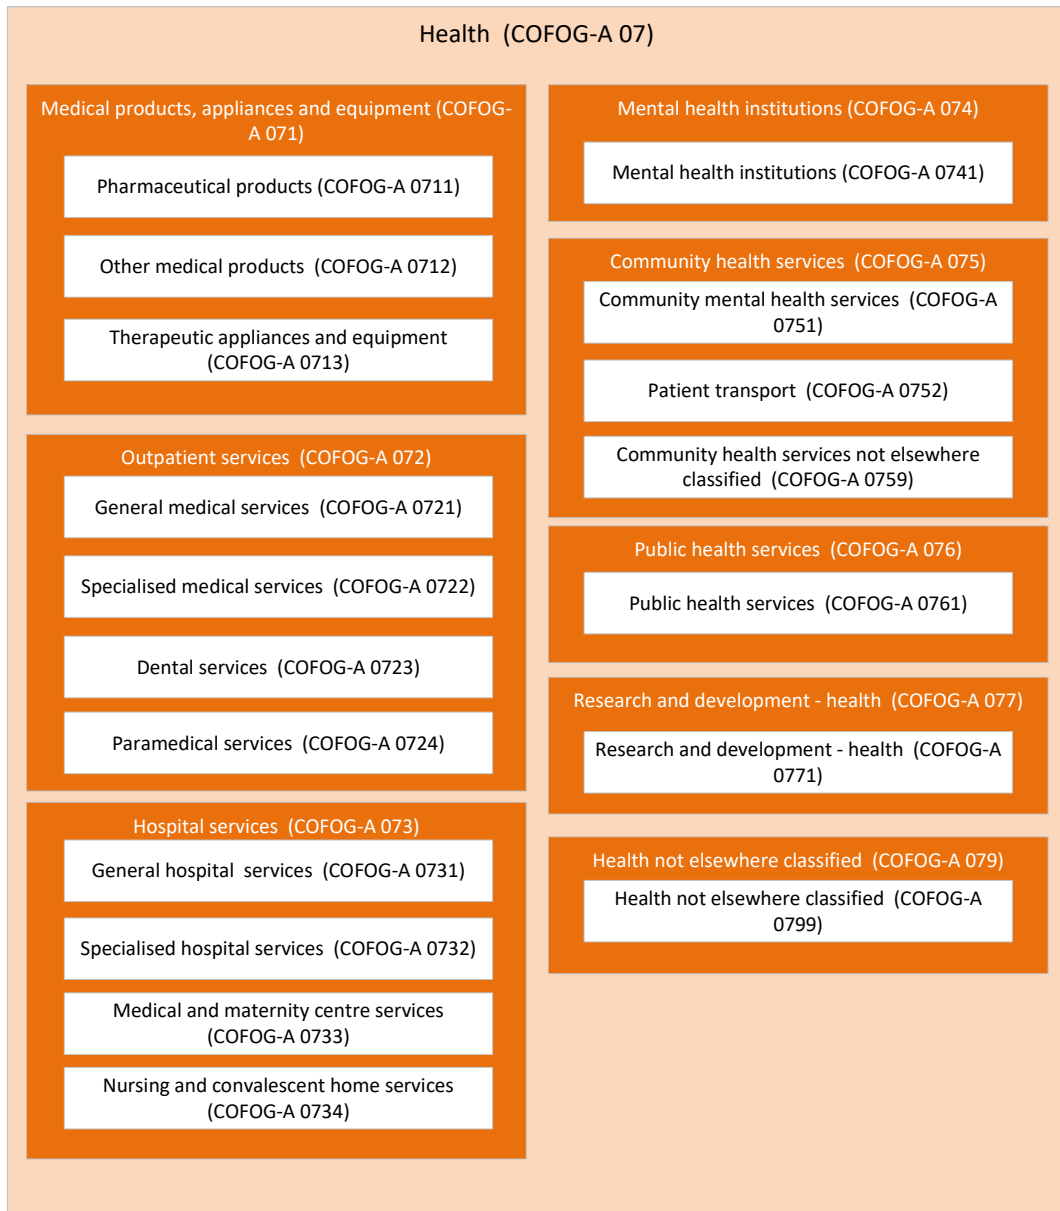 Health (COFOG-A 07)
Medical products, appliances and equipment (COFOG-
A 071)
Pharmaceutical products (COFOG-A 0711)
Other medical products (COFOG-A 0712)
Therapeutic appliances and equipment
(COFOG-A 0713)
Outpatient services (COFOG-A 072)
General medical services (COFOG-A 0721)
Specialised medical services (COFOG-A 0722)
Dental services (COFOG-A 0723)
Paramedical services (COFOG-A 0724)
Hospital services (COFOG-A 073)
General hospital services (COFOG-A 0731)
Specialised hospital services (COFOG-A 0732)
Medical and maternity centre services
(COFOG-A 0733)
Nursing and convalescent home services
(COFOG-A 0734)
Mental health institutions (COFOG-A 074)
Mental health institutions (COFOG-A 0741)
Community health services (COFOG-A 075)
Community mental health services (COFOG-A
0751)
Patient transport (COFOG-A 0752)
Community health services not elsewhere
classified (COFOG-A 0759)
Public health services (COFOG-A 076)
Public health services (COFOG-A 0761)
Research and development - health (COFOG-A 077)
Research and development - health (COFOG-A
0771)
Health not elsewhere classified (COFOG-A 079)
Health not elsewhere classified (COFOG-A
0799)